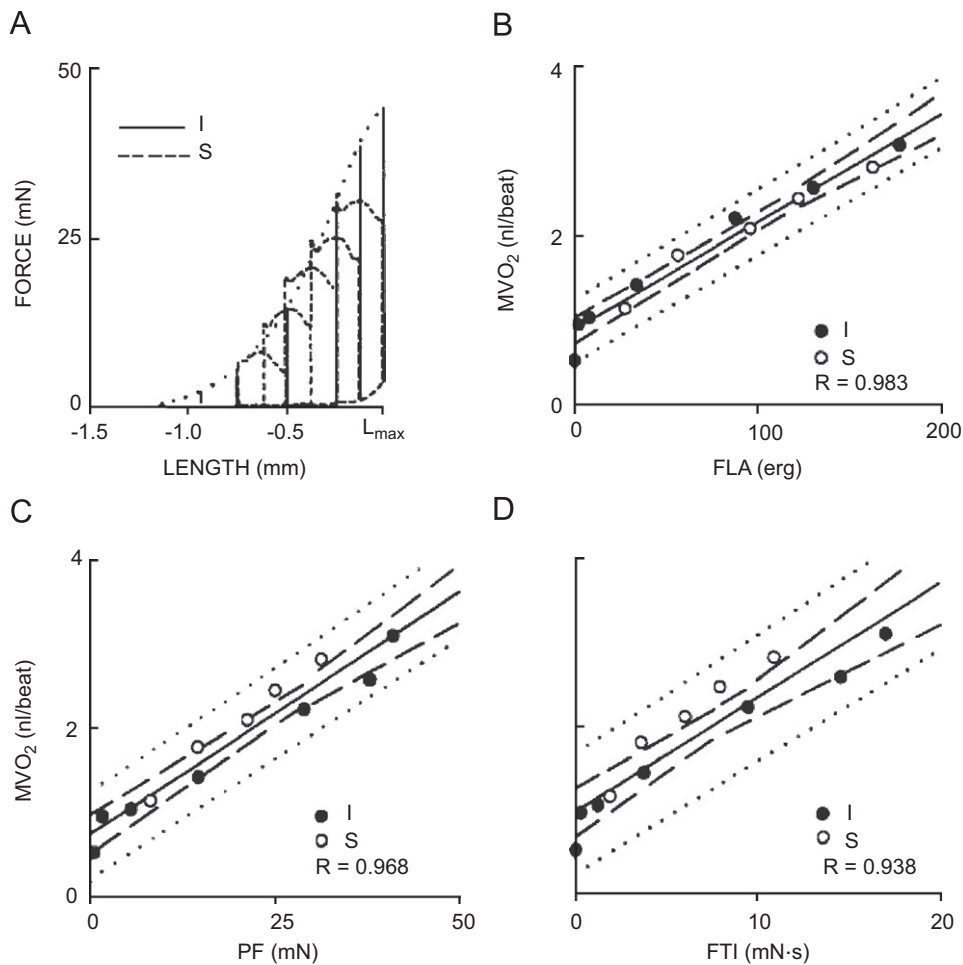 A
50
I
S
FORCE (mN)
25
0
-1.5
-1.0
-0.5
Lmax
LENGTH (mm)
B
4
MVO2 (nl/beat)
2
I
S
R = 0.983
0
0
100
200
FLA (erg)
C
4
MVO2 (nl/beat)
2
I
S
R = 0.968
0
0
25
50
PF (mN)
D
I
S
R = 0.938
0
10
20
FTI (mN·s)